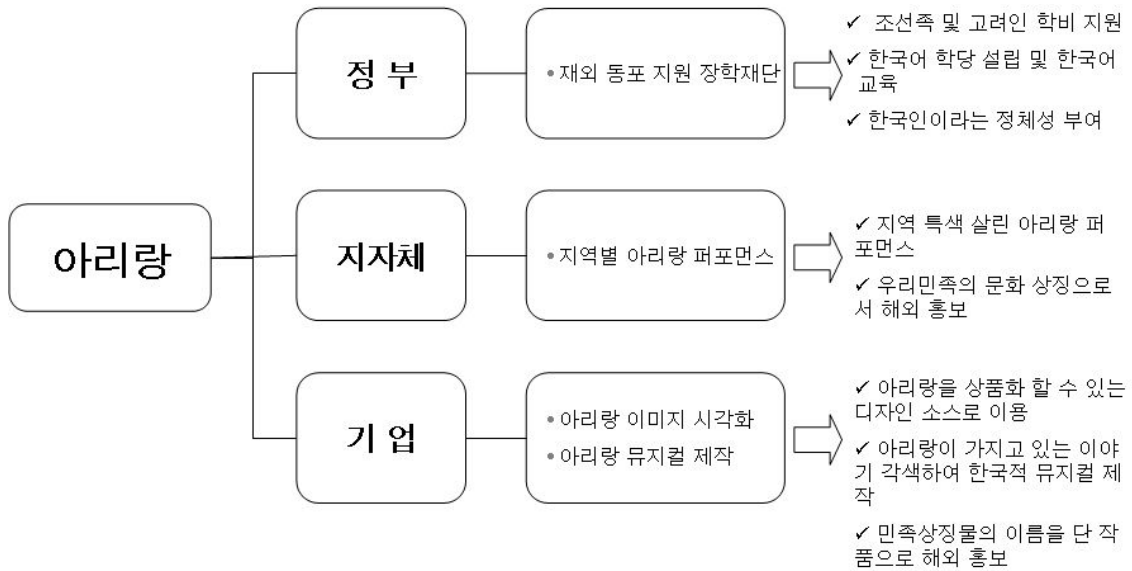 아리랑
정 부
• 재외 동포 지원 장학재단
✓ 조선족 및 고려인 학비 지원
✓ 한국어 학당 설립 및 한국어
교육
✓ 한국인이라는 정체성 부여
지자체
• 지역별 아리랑 퍼포먼스
✓ 지역 특색 살린 아리랑 퍼
포먼스
✓ 우리민족의 문화 상징으로
서 해외 홍보
기 업
• 아리랑 이미지 시각화
• 아리랑 뮤지컬 제작
✓ 아리랑을 상품화 할 수 있는
디자인 소스로 이용
✓ 아리랑이 가지고 있는 이야
기 각색하여 한국적 뮤지컬 제
작
✓ 민족상징물의 이름을 단 작
품으로 해외 홍보